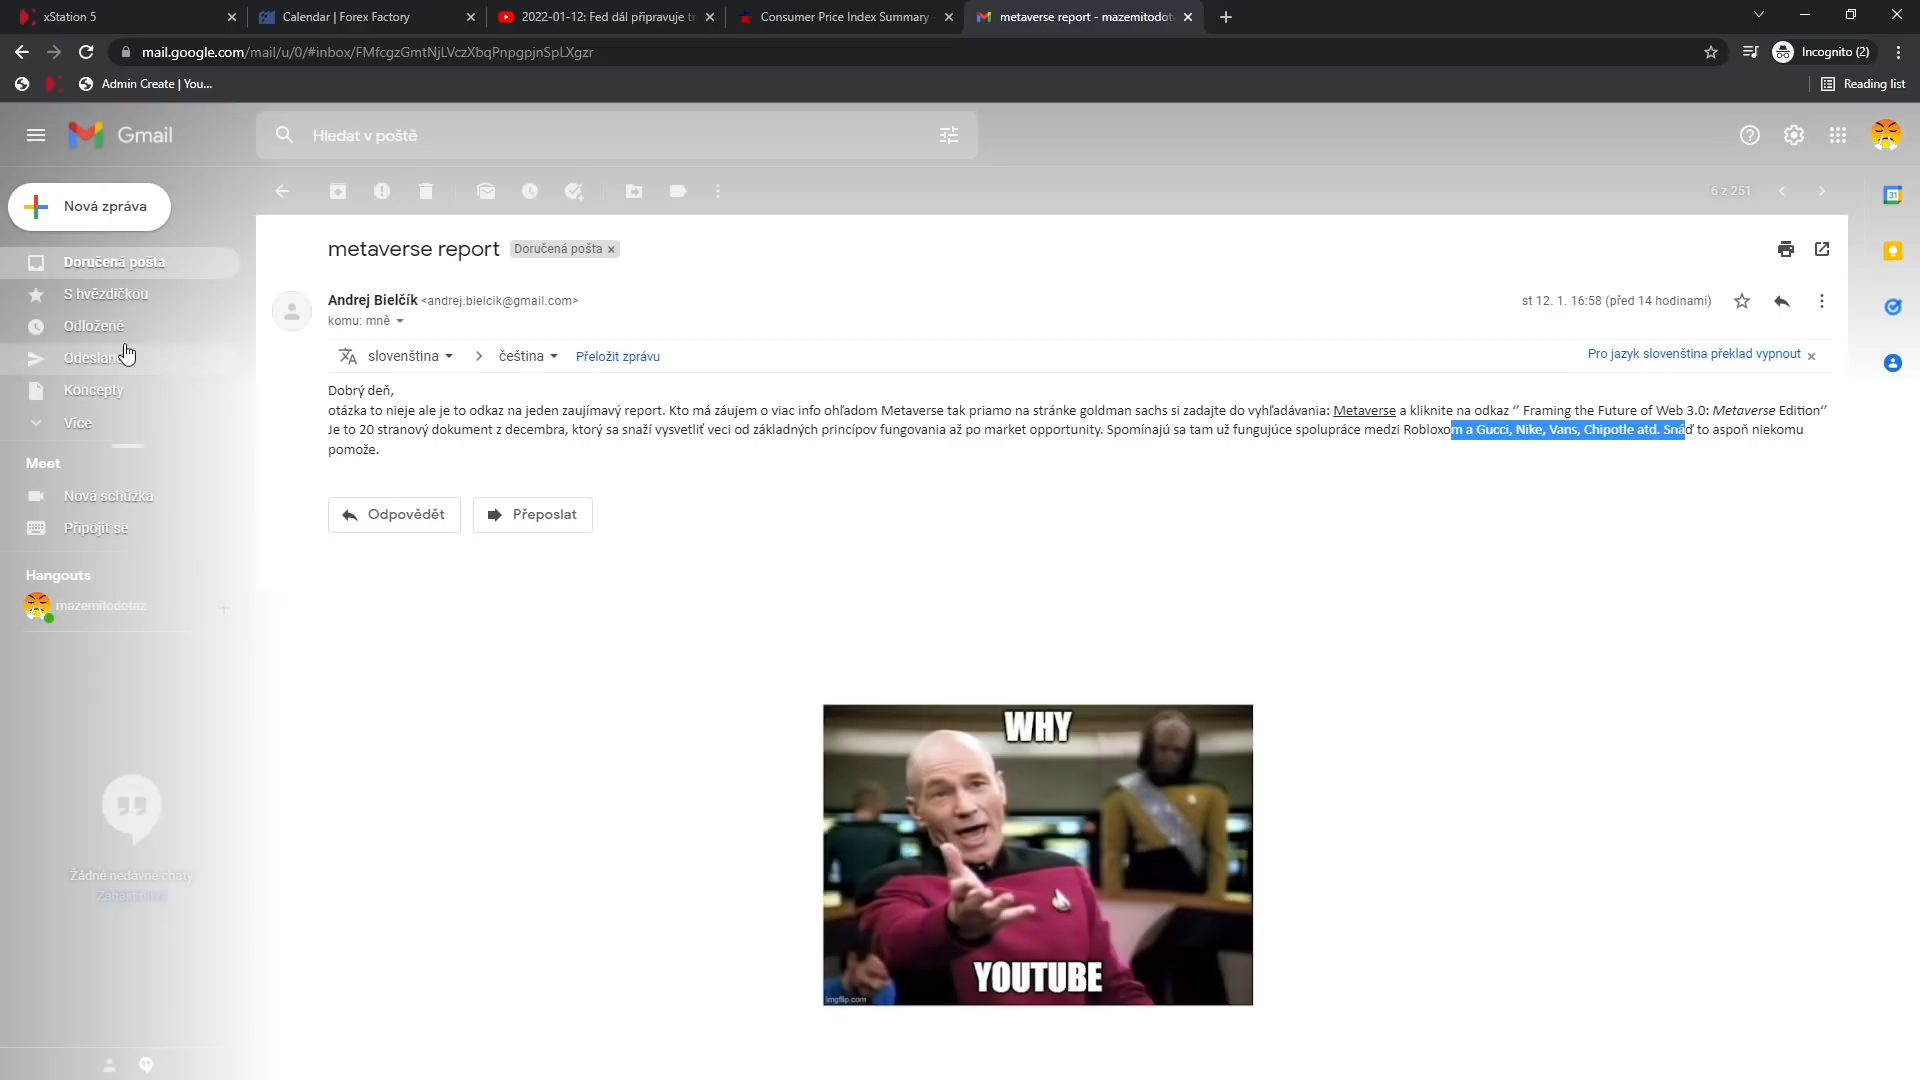 xStation 5
Calendar | Forex Factory
2022-01-12: Fed dál připravuje t
Consumer Price Index Summary
metaverse report - mazemitodot
mail.google.com/mail/u/0/#inbox/FMfcgzGmtNjLVczXbqPnpgpjnSpLXgzr
Incognito (2)
Admin Create | You...
Reading list
Gmail
Hledat v poště
Nová zpráva
6 z 251
31
Doručená pošta
S hvězdičkou
Odložené
Odeslan
Koncepty
Více
Meet
Nová schůzka
Připojit se
Hangouts
mazemitodotaz
Žádné nedávné chaty
metaverse report Doručená pošta
Andrej Bielčík <andrej.bielcik@gmail.com>
st 12. 1. 16:58 (před 14 hodinami)
komu: mně
slovenština > čeština Přeložit zprávu
Pro jazyk slovenština překlad vypnout
Dobrý deň,
otázka to nieje ale je to odkaz na jeden zaujímavý report. Kto má záujem o viac info ohľadom Metaverse tak priamo na stránke goldman sachs si zadajte do vyhľadávania: Metaverse a kliknite na odkaz “ Framing the Future of Web 3.0: Metaverse Edition”
Je to 20 stranový dokument z decembra, ktorý sa snaží vysvetliť veci od základných princípov fungovania až po market opportunity. Spomínajú sa tam už fungujúce spolupráce medzi Robloxom a Gucci, Nike, Vans, Chipotle atd. Snáď to aspoň niekomu
pomože.
Odpovědět
Přeposlat
WHY
YOUTUBE
imgflip.com